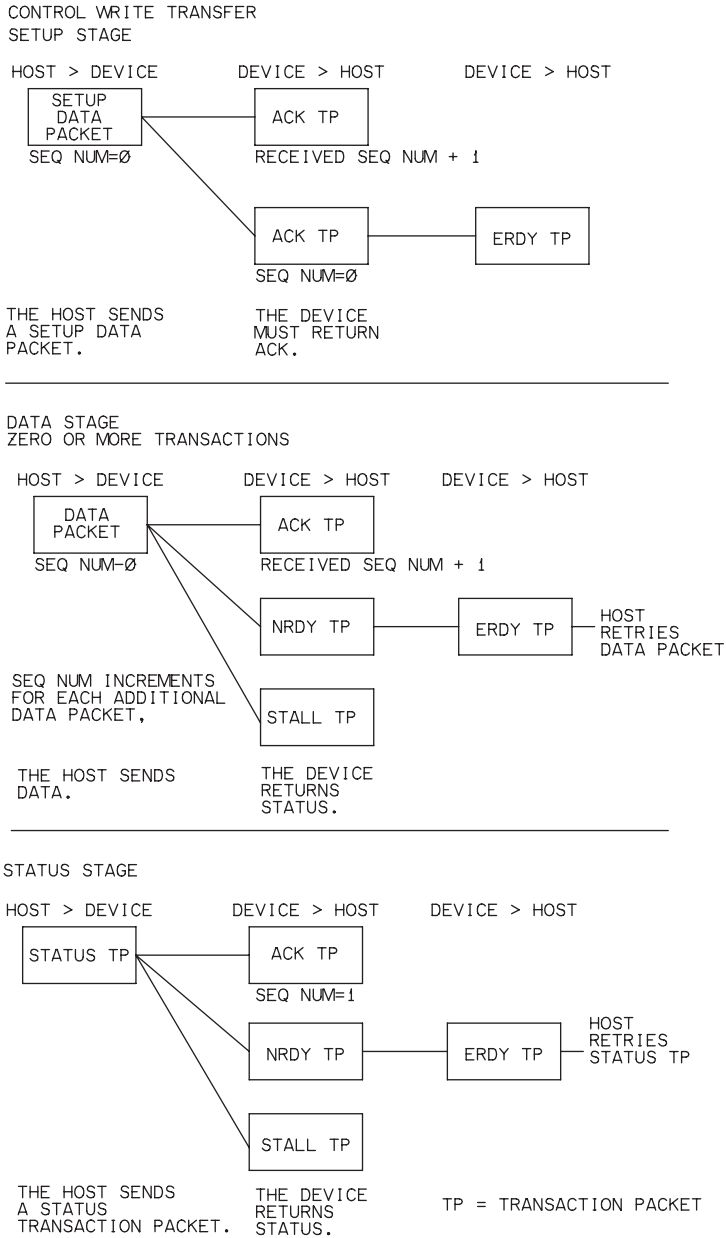 CONTROL WRITE TRANSFER
SETUP STAGE
HOST > DEVICE
DEVICE > HOST
DEVICE > HOST
SETUP
DATA
PACKET
SEQ NUM=Ø
ACK TP
RECEIVED SEQ NUM + 1
ACK TP
SEQ NUM=Ø
ERDY TP
THE HOST SENDS
A SETUP DATA
PACKET.
THE DEVICE
MUST RETURN
ACK.
DATA STAGE
ZERO OR MORE TRANSACTIONS
HOST > DEVICE
DEVICE > HOST
DEVICE > HOST
DATA
PACKET
SEQ NUM-Ø
ACK TP
RECEIVED SEQ NUM + 1
NRDY TP
ERDY TP
HOST
RETRIES
DATA PACKET
SEQ NUM INCREMENTS
FOR EACH ADDITIONAL
DATA PACKET,
STALL TP
THE HOST SENDS
DATA.
THE DEVICE
RETURNS
STATUS.
STATUS STAGE
HOST > DEVICE
DEVICE > HOST
DEVICE > HOST
STATUS TP
ACK TP
SEQ NUM=1
NRDY TP
ERDY TP
HOST
RETRIES
STATUS TP
STALL TP
THE HOST SENDS
A STATUS
TRANSACTION PACKET.
THE DEVICE
RETURNS
STATUS.
TP = TRANSACTION PACKET